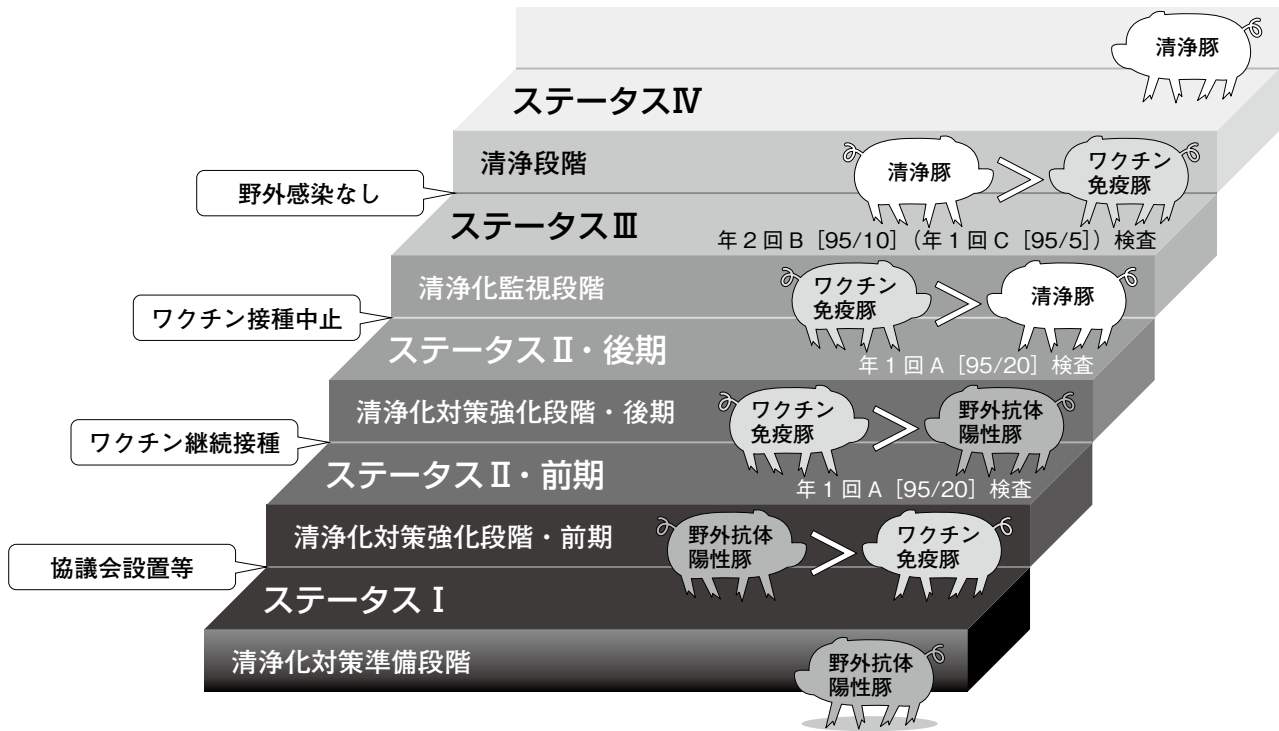 清浄豚
ステータスⅣ
清浄段階
清浄豚
ワクチン
免疫豚
野外感染なし
ステータスⅢ
年2回B［95/10］（年1回C［95/5］）検査
清浄化監視段階
ワクチン
免疫豚
清浄豚
ワクチン接種中止
ステータスⅡ・後期
年1回A［95/20］検査
清浄化対策強化段階・後期
ワクチン
免疫豚
野外抗体
陽性豚
ワクチン継続接種
ステータスⅡ・前期
年1回A［95/20］検査
清浄化対策強化段階・前期
野外抗体
陽性豚
ワクチン
免疫豚
協議会設置等
ステータスⅠ
清浄化対策準備段階
野外抗体
陽性豚